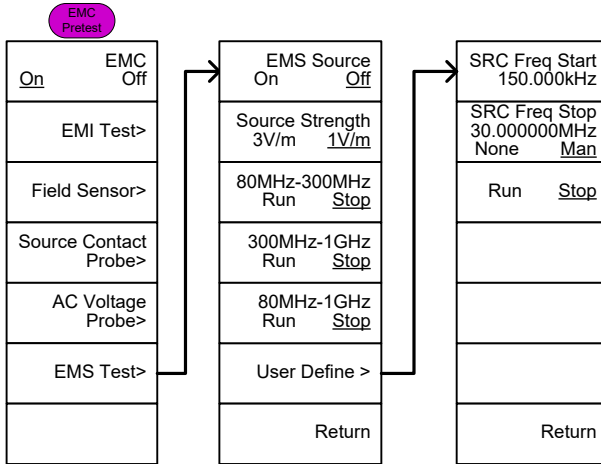 EMC
Pretest
EMC
On Off
EMI Test>
Field Sensor>
Source Contact
Probe>
AC Voltage
Probe>
EMS Test>
EMS Source
On Off
Source Strength
3V/m 1V/m
80MHz-300MHz
Run Stop
300MHz-1GHz
Run Stop
80MHz-1GHz
Run Stop
User Define >
Return
SRC Freq Start
150.000kHz
SRC Freq Stop
30.000000MHz
None Man
Run Stop
Return